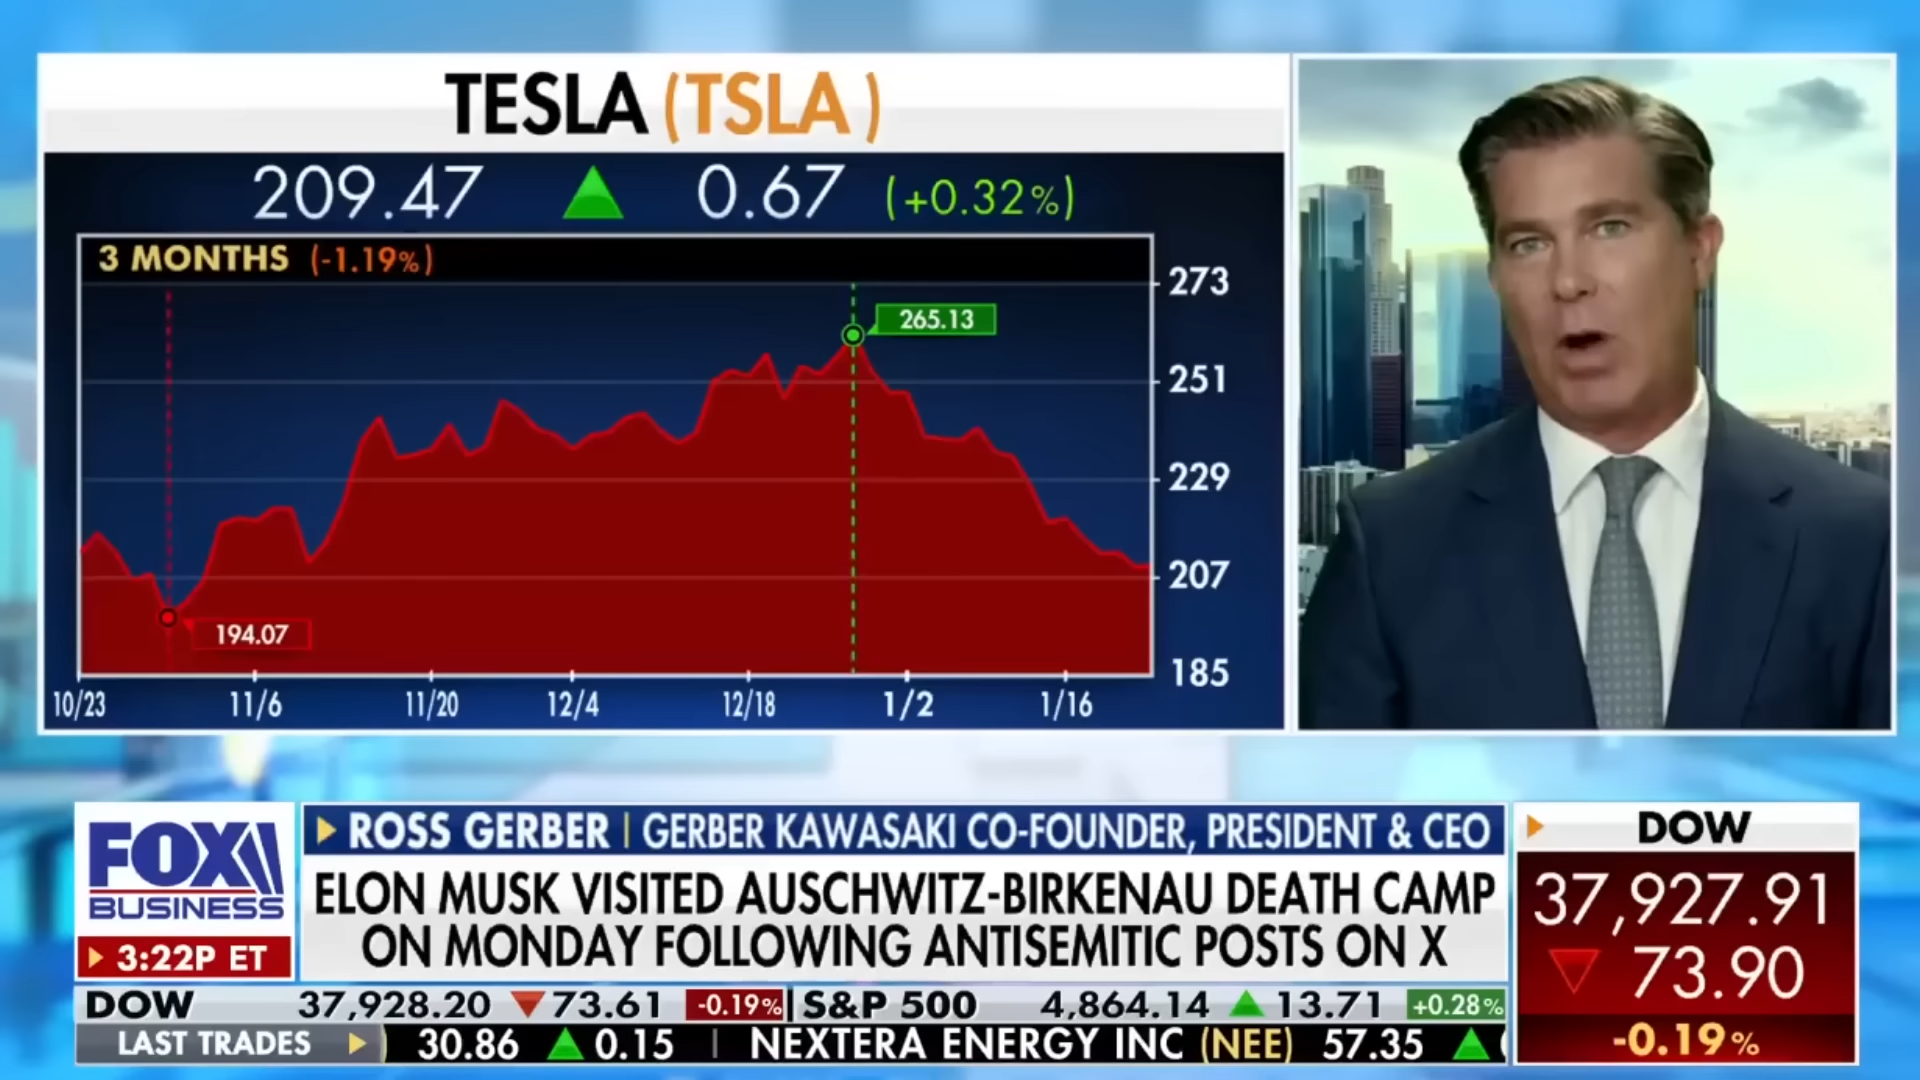 TESLA (TSLA )
209.47 ▲ 0.67 (+0.32%)
3 MONTHS (-1.19%)
273
265.13
251
229
207
194.07
185
10/23 11/6 11/20 12/4 12/18 1/2 1/16
FOX
BUSINESS
3:22P ET
ROSS GERBER | GERBER KAWASAKI CO-FOUNDER, PRESIDENT & CEO
ELON MUSK VISITED AUSCHWITZ-BIRKENAU DEATH CAMP
ON MONDAY FOLLOWING ANTISEMITIC POSTS ON X
DOW
37,927.91
▼ 73.90
-0.19%
DOW 37,928.20 ▼ 73.61 -0.19% S&P 500 4,864.14 ▲ 13.71 +0.28%
LAST TRADES ) 30.86 ▲ 0.15 | NEXTERA ENERGY INC (NEE) 57.35 ▲